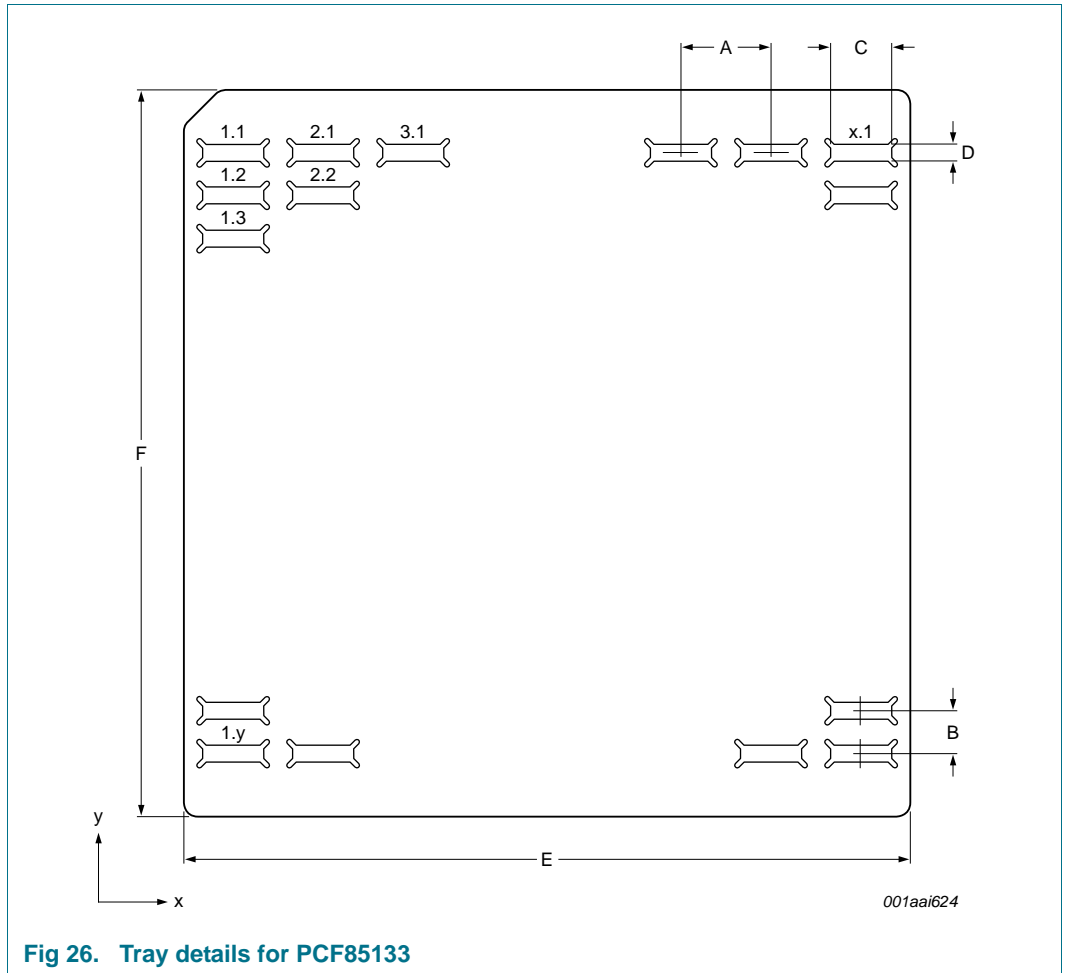 A
C
1.1
2.1
3.1
x.1
D
1.2
2.2
1.3
F
B
1.y
y
E
x
001aai624
Fig 26. Tray details for PCF85133